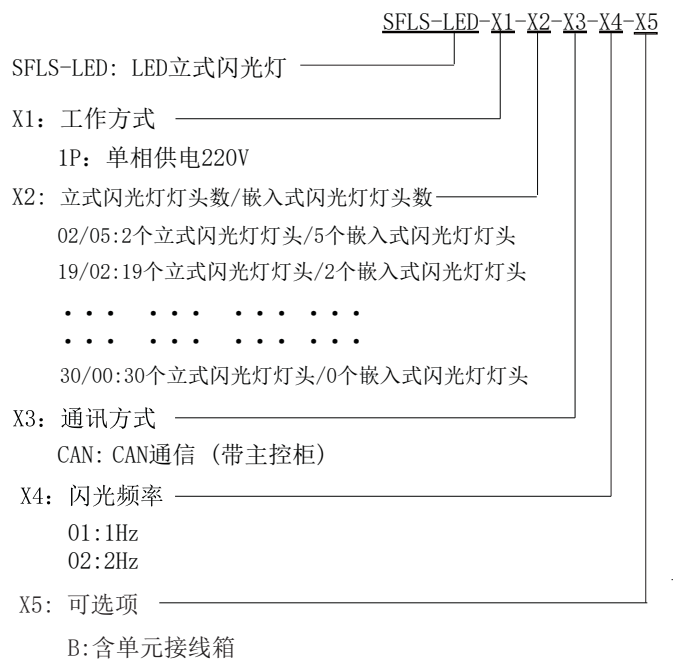 SFLS-LED-X1-X2-X3-X4-X5
SFLS-LED: LED立式闪光灯
X1: 工作方式
1P: 单相供电220V
X2: 立式闪光灯灯头数/嵌入式闪光灯灯头数
02/05:2个立式闪光灯灯头/5个嵌入式闪光灯灯头
19/02:19个立式闪光灯灯头/2个嵌入式闪光灯灯头
••• ••• ••• •••
••• ••• ••• •••
30/00:30个立式闪光灯灯头/0个嵌入式闪光灯灯头
X3: 通讯方式
CAN: CAN通信 (带主控柜)
X4: 闪光频率
01:1Hz
02:2Hz
X5: 可选项
B:含单元接线箱